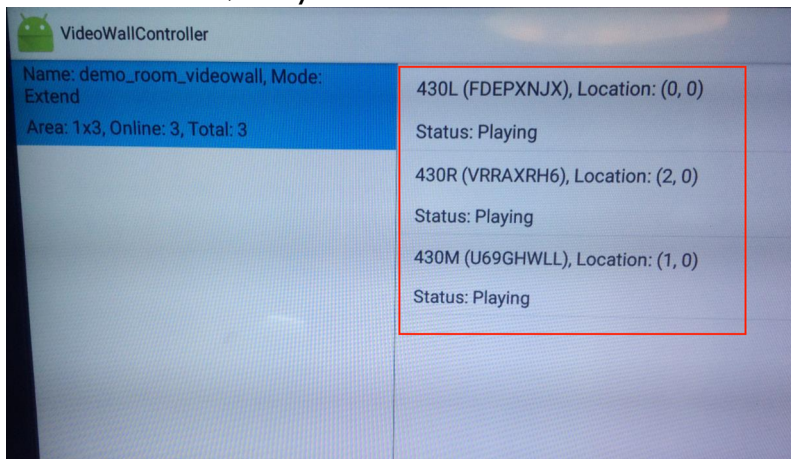 VideoWallController
Name: demo_room_videowall, Mode:
Extend
Area: 1x3, Online: 3, Total: 3
430L (FDEPXNJX), Location: (0, 0)
Status: Playing
430R (VRRAXRH6), Location: (2, 0)
Status: Playing
430M (U69GHWLL), Location: (1, 0)
Status: Playing